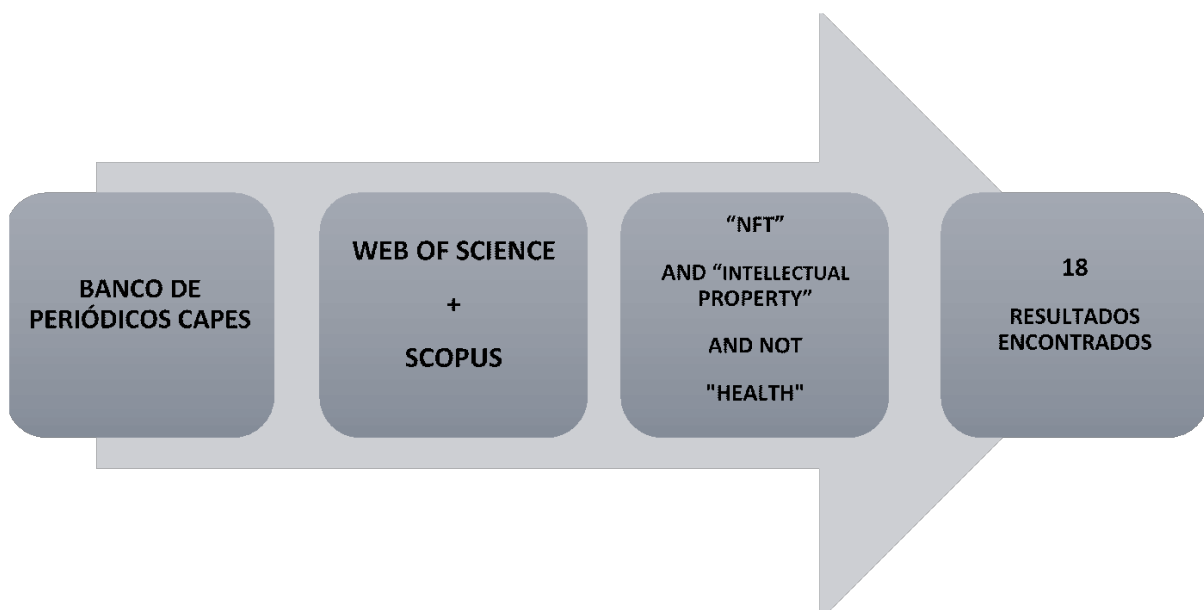 BANCO DE
PERIÓDICOS CAPES
WEB OF SCIENCE
+
SCOPUS
“NFT”
AND “INTELLECTUAL
PROPERTY”
AND NOT
"HEALTH"
18
RESULTADOS
ENCONTRADOS